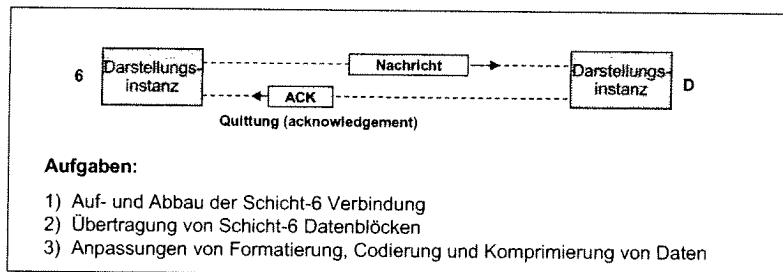 Nachricht
6
Darstellungs-
instanz
Darstellungs-
instanz
D
ACK
Quittung (acknowledgement)
Aufgaben:
1) Auf- und Abbau der Schicht-6 Verbindung
2) Übertragung von Schicht-6 Datenblöcken
3) Anpassungen von Formatierung, Codierung und Komprimierung von Daten